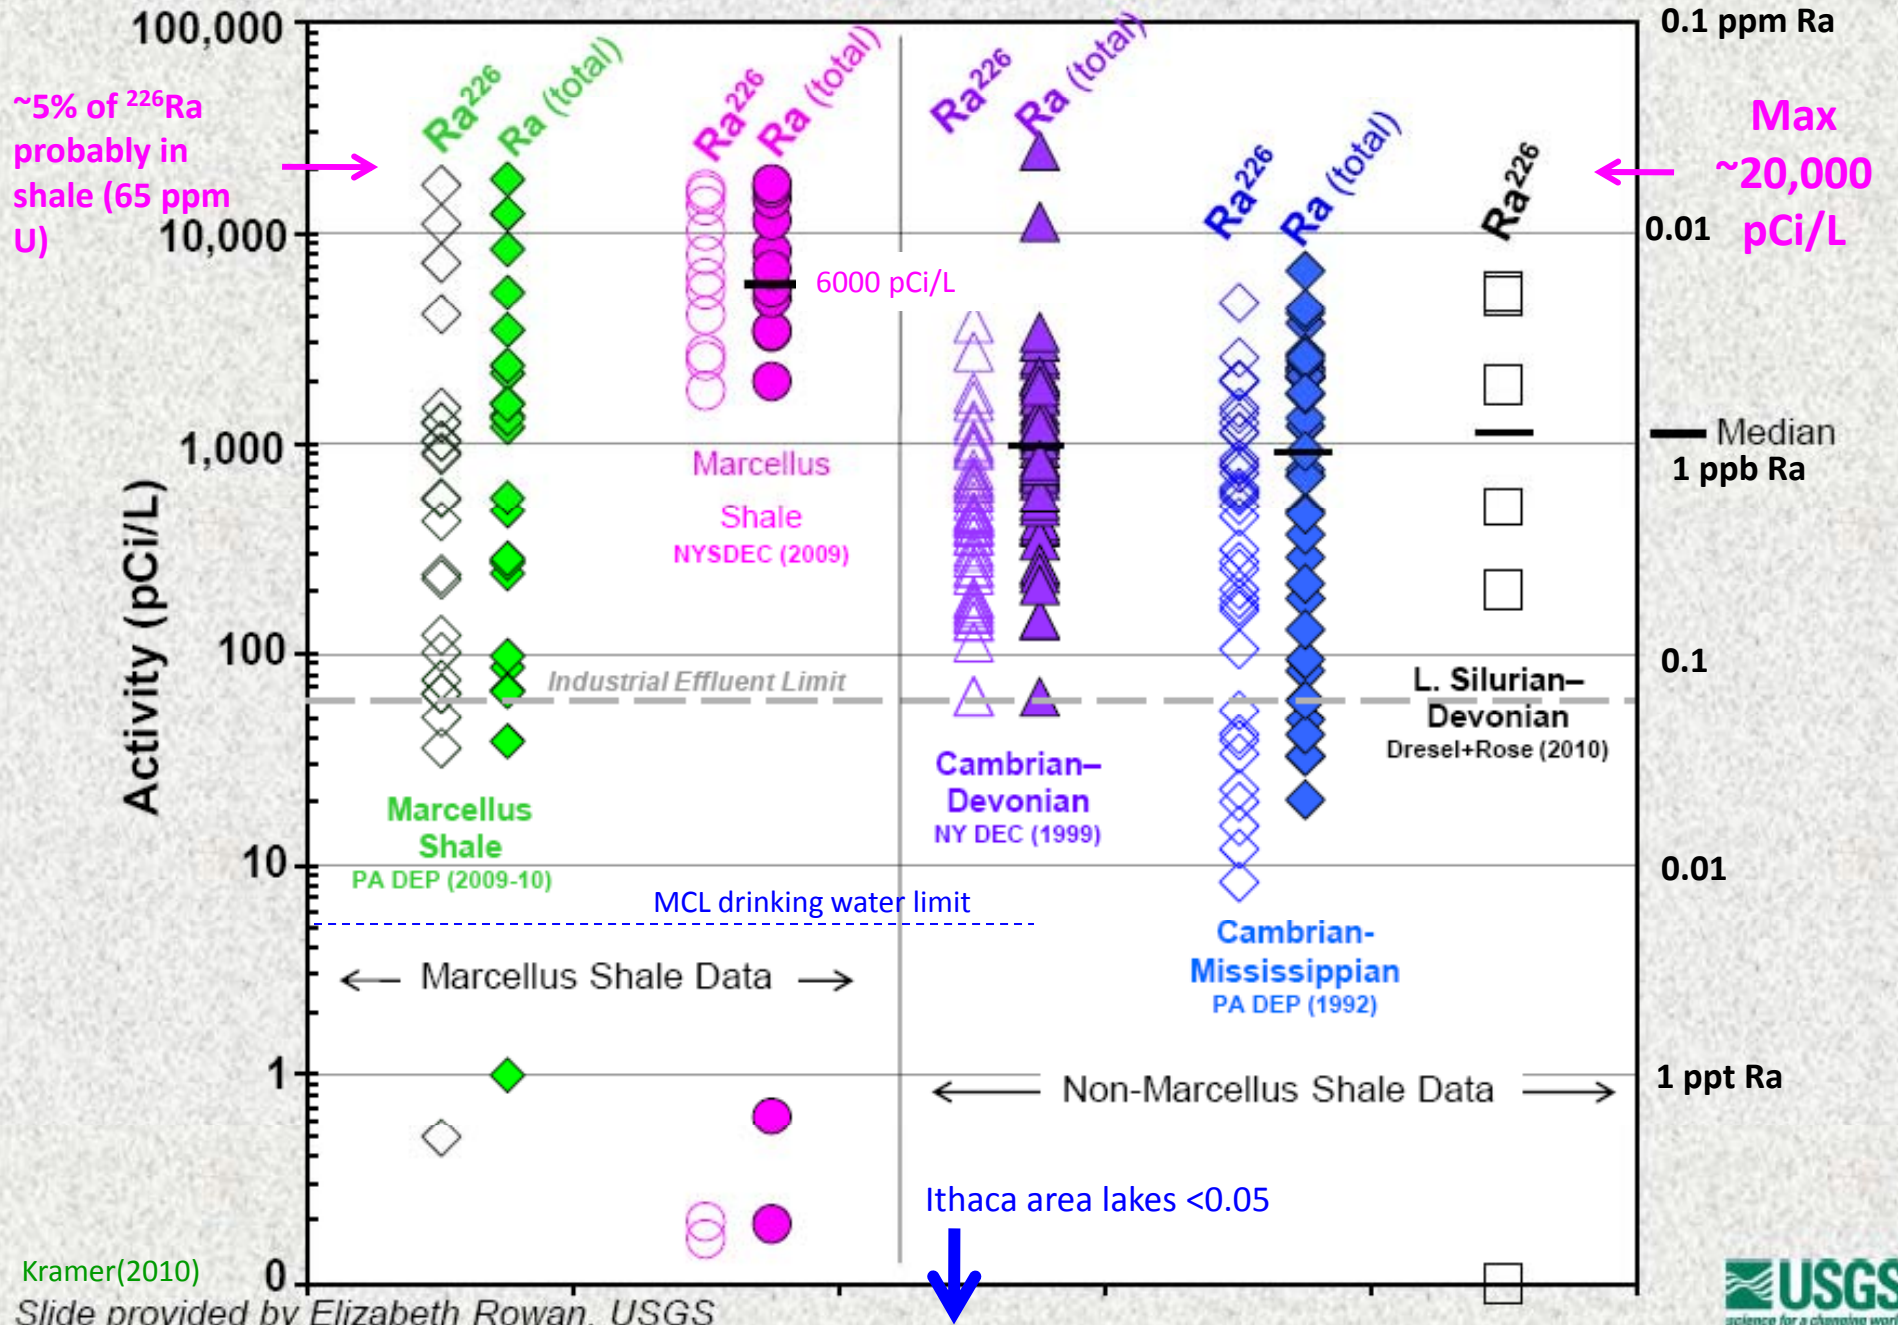 100,000
10,000
1,000
100
10
1
0
Activity (pCi/L)
~5% of ²²⁶Ra
probably in
shale (65 ppm
U)
Ra²²⁶
Ra (total)
Ra²²⁶
Ra (total)
Ra²²⁶
Ra (total)
Ra²²⁶
Ra (total)
Ra²²⁶
0.1 ppm Ra
Max
~20,000
pCi/L
0.01
6000 pCi/L
Median
1 ppb Ra
Marcellus
Shale
NYSDEC (2009)
0.1
Industrial Effluent Limit
L. Silurian–
Devonian
Dresel+Rose (2010)
Cambrian–
Devonian
NY DEC (1999)
Marcellus
Shale
PA DEP (2009-10)
0.01
MCL drinking water limit
Cambrian-
Mississippian
PA DEP (1992)
Marcellus Shale Data
Non-Marcellus Shale Data
1 ppt Ra
Ithaca area lakes <0.05
Kramer(2010)
Slide provided by Elizabeth Rowan, USGS
USGS
science for a changing worl